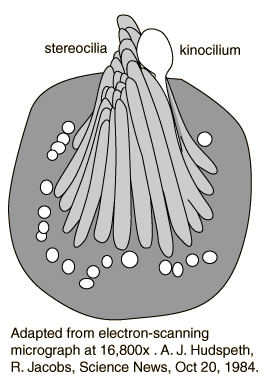 stereocilia
kinocilium
Adapted from electron-scanning
micrograph at 16,800x . A. J. Hudspeth,
R. Jacobs, Science News, Oct 20, 1984.